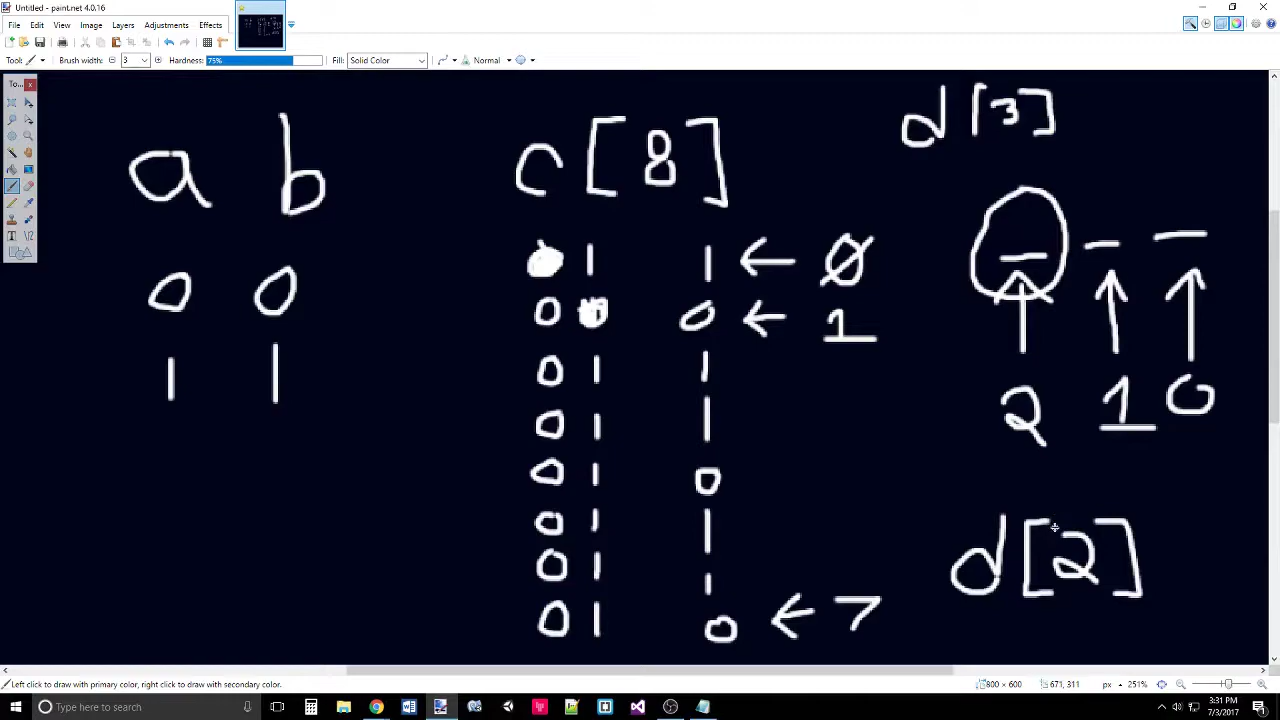 Untitled - paint.net 4.0.16
File Edit View Image Layers Adjustments Effects
Tool: Brush width: 3 Hardness: 75% Fill: Solid Color Normal
To... x
a b c[8] d[3]
0 0 1 1 ← 0
0 0 ← 1
1 1 0 1 1
0 1 1 2 1 0
0 1 0
0 1 1
d[2]
0 1 1
0 1 0 ← 7
Left click to draw with primary color, right click to draw with secondary color. 800 × 600 671, 311 px 251%
Type here to search
3:31 PM
7/3/2017